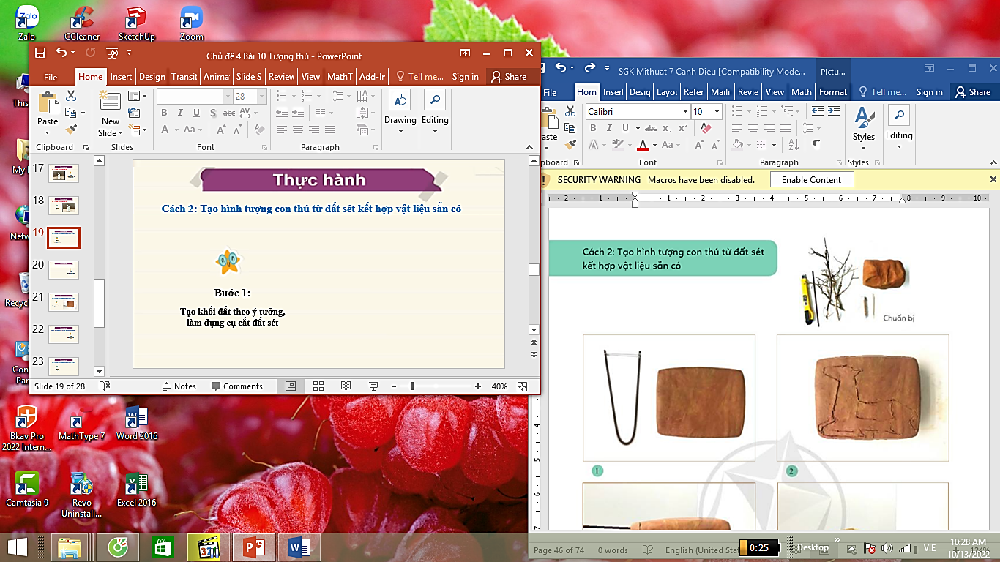 Zalo
CCleaner
SketchUp
Zoom
Chủ đề 4 Bài 10 Tượng thú - PowerPoint
File
Home
Insert
Design
Transit
Anima
Slide S
Review
View
MathT
Add-Ir
Tell me...
Sign in
Share
Paste
New
Slide
28
B I U S abc AV
A Aa A A
Drawing
Editing
Clipboard
Slides
Font
Paragraph
17
18
19
20
21
22
23
Thực hành
Cách 2: Tạo hình tượng con thú từ đất sét kết hợp vật liệu sẵn có
Bước 1:
Tạo khối đất theo ý tưởng,
làm dụng cụ cắt đất sét
Slide 19 of 28
Notes
Comments
40%
SGK Mithuat 7 Canh Dieu [Compatibility Mode...
Pictu...
File
Hom
Insert
Desig
Layou
Refer
Mailin
Revie
View
Math
Format
Tell me...
Sign in
Share
aste
Calibri
10
B I U abc x₂ x²
A A Aa A A
Styles
Editing
pboard
Font
Paragraph
Styles
SECURITY WARNING Macros have been disabled.
Enable Content
2 1 1 2 3 4 5 6 7 8 9 10
Cách 2: Tạo hình tượng con thú từ đất sét
kết hợp vật liệu sẵn có
Chuẩn bị
1
2
4
5
6
7
Page 46 of 74
0 words
English (United Sta
This
My
Netw
Recyc
Con
Par
Bkav Pro
2022 Intern...
MathType 7
Word 2016
Camtasia 9
Revo
Uninstall...
Excel 2016
0:25
Desktop
VIE
10:28 AM
10/13/2022